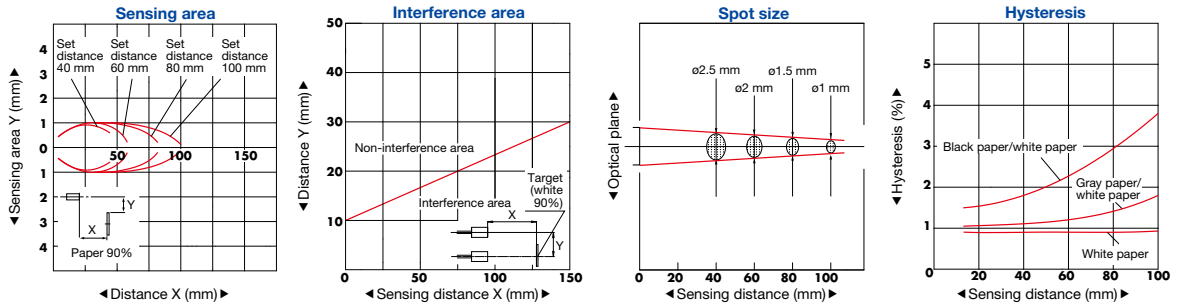 Sensing area
Sensing area Y (mm)
4
3
2
1
0
1
2
3
4
Set distance 40 mm
Set distance 60 mm
Set distance 80 mm
Set distance 100 mm
50
100
150
Y
X
Paper 90%
◄Distance X (mm)►
Interference area
◄Distance Y (mm)►
50
40
30
20
10
0
Non-interference area
Interference area
Target
(white
90%)
X
Y
0
50
100
150
◄Sensing distance X (mm)►
Spot size
◄Optical plane►
ø2.5 mm
ø2 mm
ø1.5 mm
ø1 mm
0
20
40
60
80
100
◄Sensing distance (mm)►
Hysteresis
◄Hysteresis (%)►
5
4
3
2
1
0
Black paper/white paper
Gray paper/
white paper
White paper
20
40
60
80
100
◄Sensing distance (mm)►